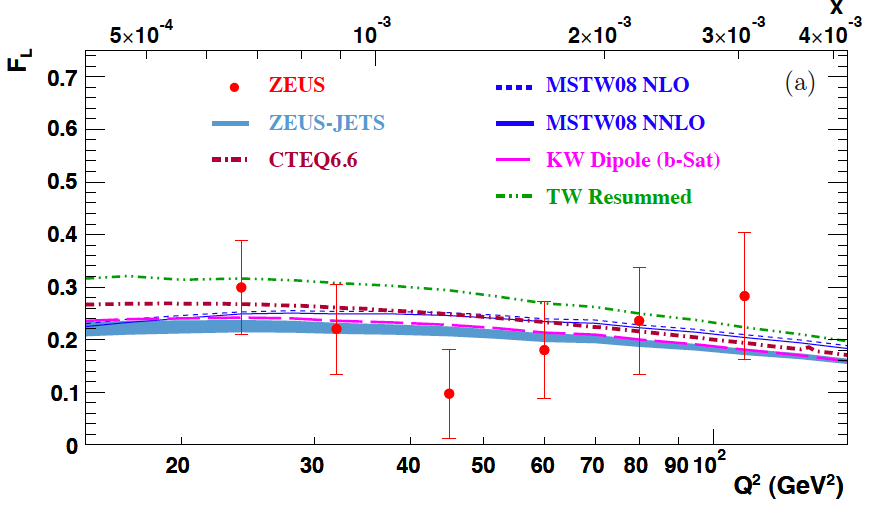 x
5×10⁻⁴ 10⁻³ 2×10⁻³ 3×10⁻³ 4×10⁻³
F_L
(a)
ZEUS
ZEUS-JETS
CTEQ6.6
MSTW08 NLO
MSTW08 NNLO
KW Dipole (b-Sat)
TW Resummed
0.7
0.6
0.5
0.4
0.3
0.2
0.1
0
20 30 40 50 60 70 80 90 10²
Q² (GeV²)